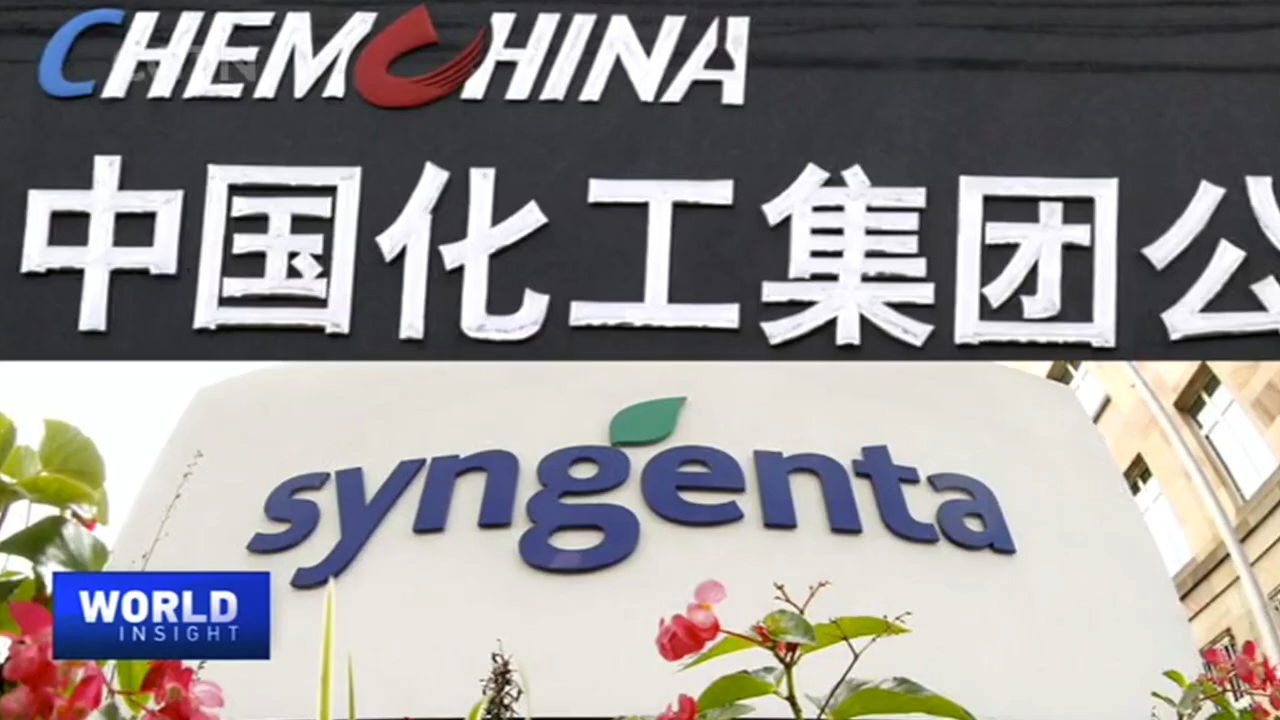 CHEMCHINA
中国化工集团公
syngenta
WORLD
INSIGHT